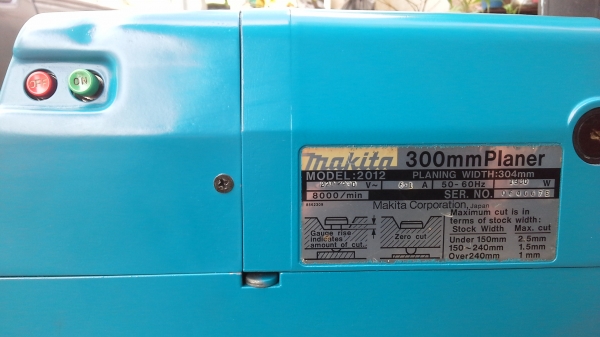 OFF
ON
makita 300mmPlaner
MODEL:2012 PLANING WIDTH:304mm
V~ A 50-60Hz W
8000/min SER. NO.
Makita Corporation, Japan
Gauge rise
indicates
amount of cut.
Zero cut
Maximum cut is in
terms of stock width:
Stock Width Max. cut
Under 150mm 2.5mm
150~240mm 1.5mm
Over 240mm 1 mm